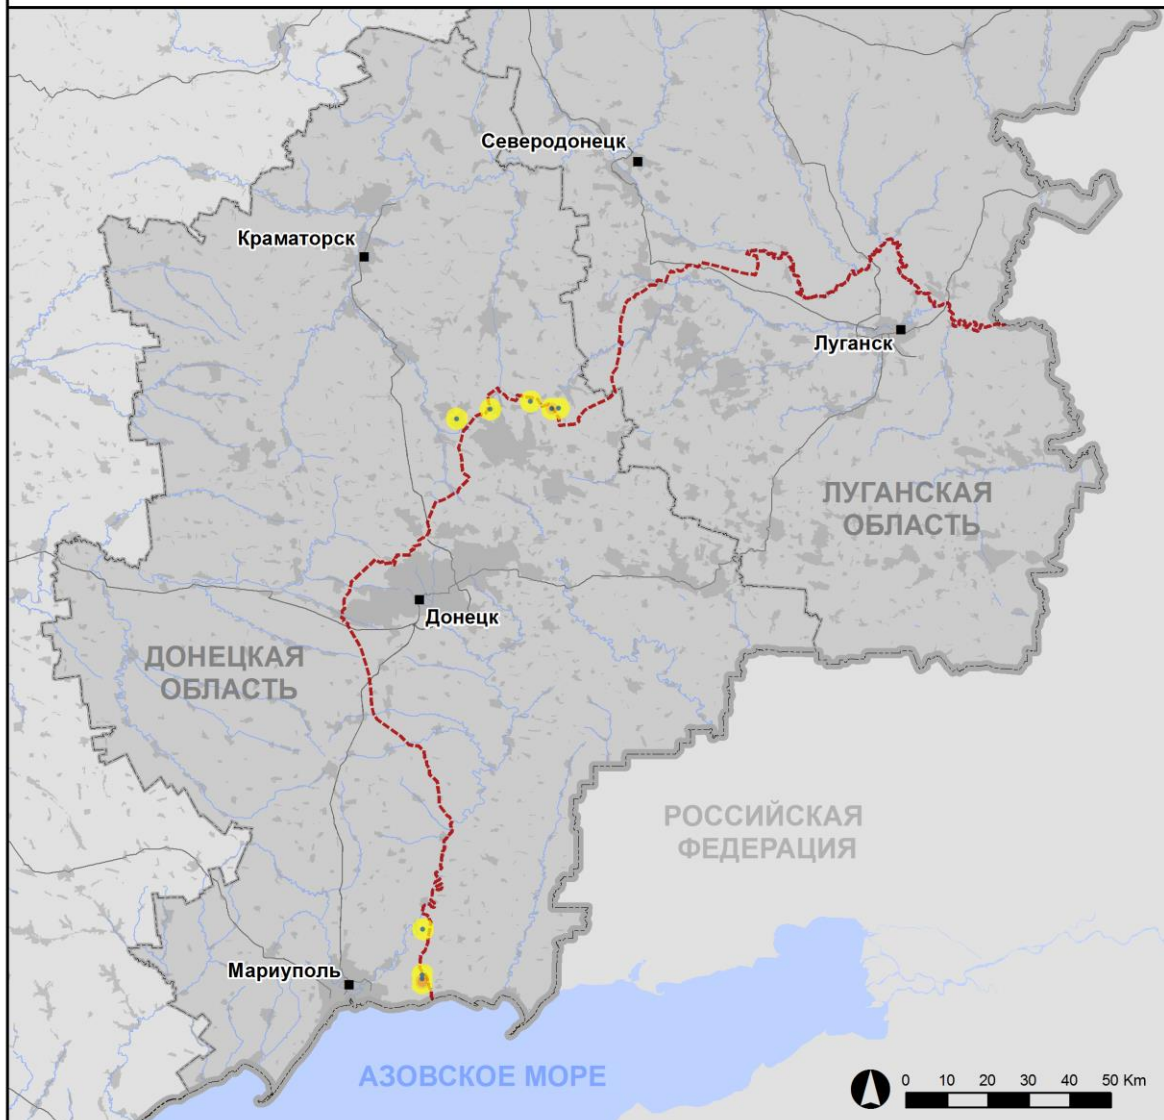 Северодонецк
Краматорск
Луганск
ЛУГАНСКАЯ
ОБЛАСТЬ
Донецк
ДОНЕЦКАЯ
ОБЛАСТЬ
РОССИЙСКАЯ
ФЕДЕРАЦИЯ
Мариуполь
АЗОВСКОЕ МОРЕ
0 10 20 30 40 50 Km